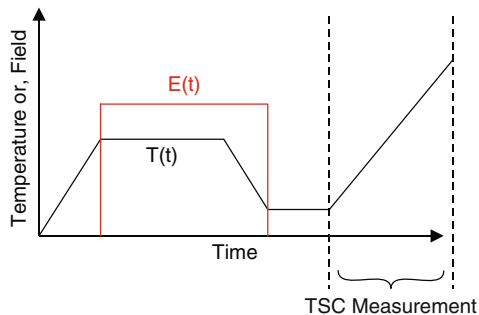 Temperature or, Field
E(t)
T(t)
Time
TSC Measurement